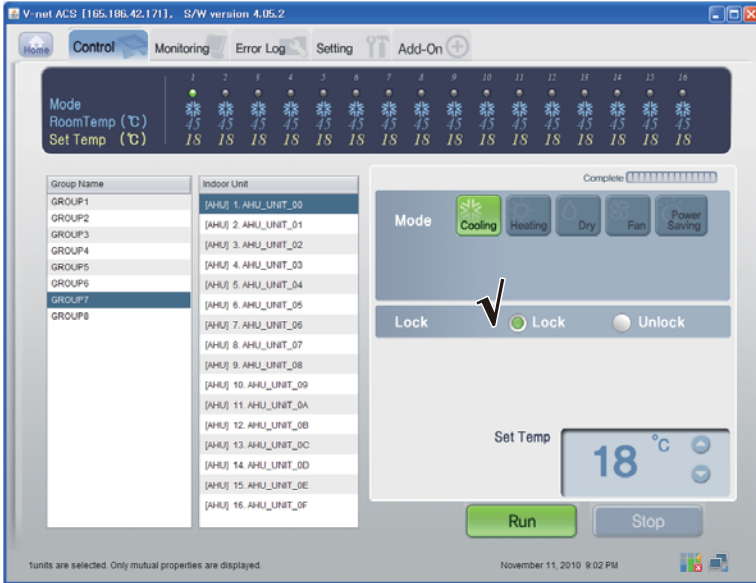 V-net ACS [165.186.42.171], S/W version 4.05.2
Home Control Monitoring Error Log Setting Add-On
1 2 3 4 5 6 7 8 9 10 11 12 13 14 15 16
Mode
RoomTemp (℃) 45 45 45 45 45 45 45 45 45 45 45 45 45 45 45 45
Set Temp (℃) 18 18 18 18 18 18 18 18 18 18 18 18 18 18 18 18
Group Name
GROUP1
GROUP2
GROUP3
GROUP4
GROUP5
GROUP6
GROUP7
GROUP8
Indoor Unit
[AHU] 1. AHU_UNIT_00
[AHU] 2. AHU_UNIT_01
[AHU] 3. AHU_UNIT_02
[AHU] 4. AHU_UNIT_03
[AHU] 5. AHU_UNIT_04
[AHU] 6. AHU_UNIT_05
[AHU] 7. AHU_UNIT_06
[AHU] 8. AHU_UNIT_07
[AHU] 9. AHU_UNIT_08
[AHU] 10. AHU_UNIT_09
[AHU] 11. AHU_UNIT_0A
[AHU] 12. AHU_UNIT_0B
[AHU] 13. AHU_UNIT_0C
[AHU] 14. AHU_UNIT_0D
[AHU] 15. AHU_UNIT_0E
[AHU] 16. AHU_UNIT_0F
Complete
Mode Cooling Heating Dry Fan Power Saving
Lock Lock Unlock
Set Temp 18 °C
Run Stop
1units are selected. Only mutual properties are displayed. November 11, 2010 9:02 PM